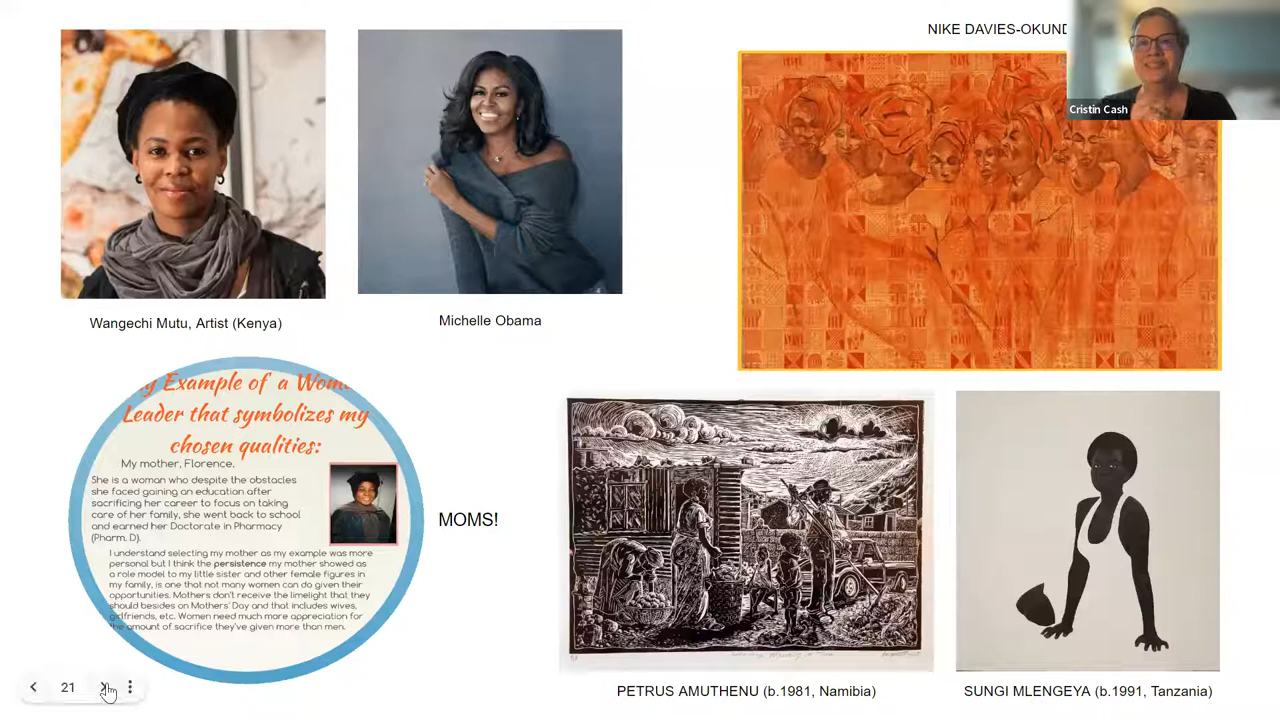 NIKE DAVIES-OKUND
Cristin Cash
Wangechi Mutu, Artist (Kenya)
Michelle Obama
Example of a
Leader that symbolizes my
chosen qualities:
My mother, Florence.
She is a woman who despite the obstacles
she faced gaining an education after
sacrificing her career to focus on taking
care of her family, she went back to school
and earned her Doctorate in Pharmacy
(Pharm. D).
I understand selecting my mother as my example was more
personal but I think the persistence my mother showed as
a role model to my little sister and other female figures in
my family, is one that not many women can do given their
opportunities. Mothers don't receive the limelight that they
should besides on Mothers' Day and that includes wives,
girlfriends, etc. Women need much more appreciation for
the amount of sacrifice they've given more than men.
MOMS!
PETRUS AMUTHENU (b.1981, Namibia)
SUNGI MLENGEYA (b.1991, Tanzania)
21